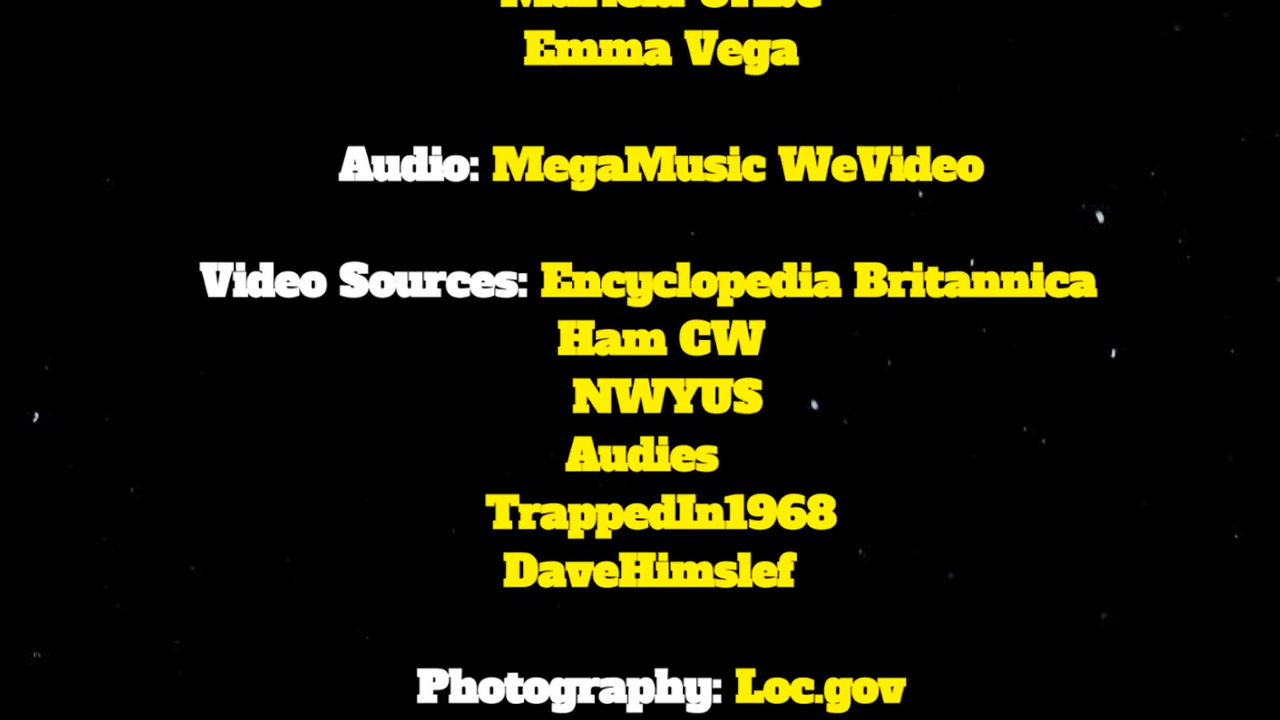 Emma Vega
Audio: MegaMusic WeVideo
Video Sources: Encyclopedia Britannica
Ham CW
NWYUS
Audies
TrappedIn1968
DaveHimslef
Photography: Loc.gov